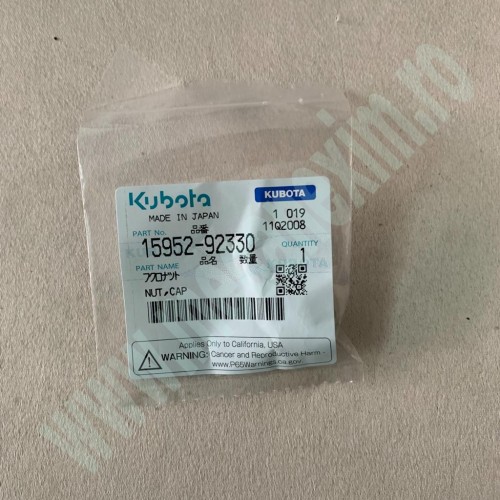 Kubota
KUBOTA
MADE IN JAPAN
1 019
PART No.
品番
11Q2008
15952-92330
QUANTITY
品名
数量
1
PART NAME
フクロナット
NUT,CAP
Applies Only to California, USA
WARNING: Cancer and Reproductive Harm -
www.P65Warnings.ca.gov